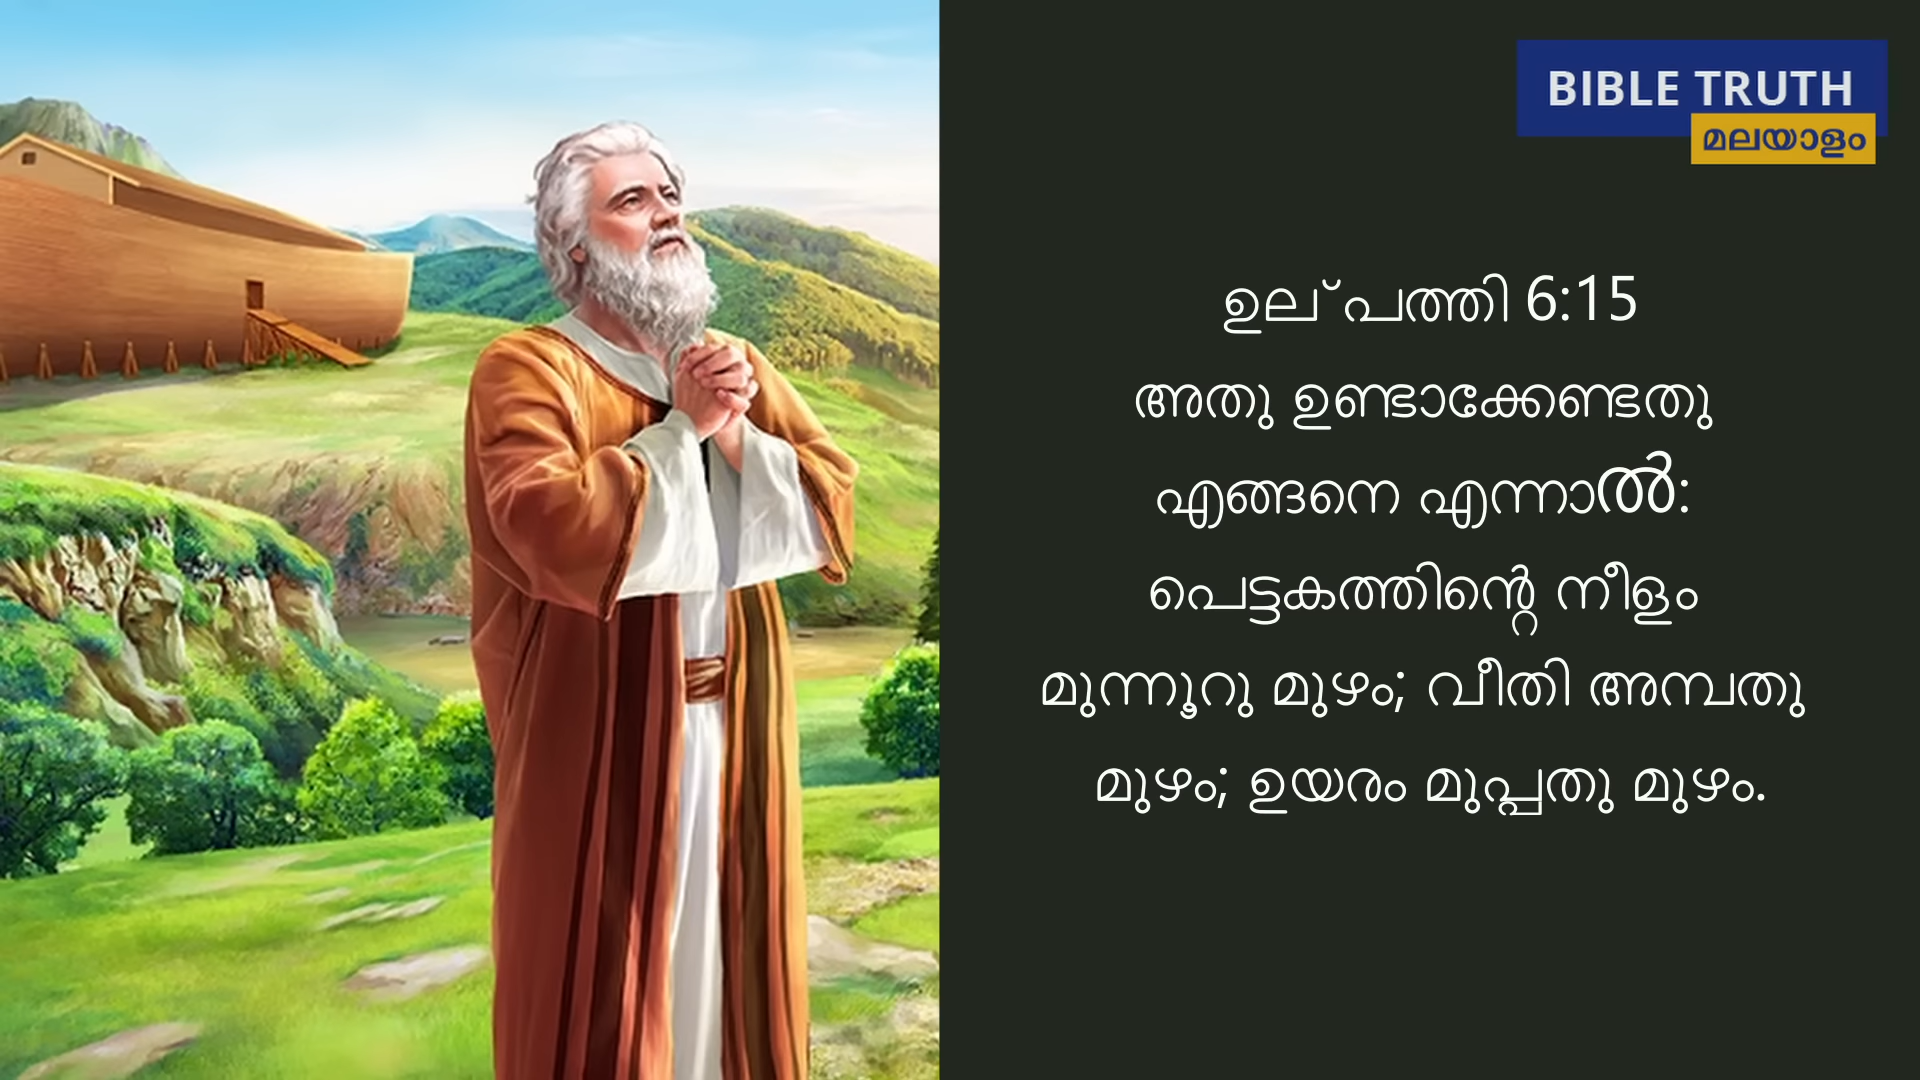 BIBLE TRUTH
മലയാളം
ഉല്പത്തി 6:15
അതു ഉണ്ടാക്കേണ്ടതു
എങ്ങനെ എന്നാൽ:
പെട്ടകത്തിന്റെ നീളം
മുന്നൂറു മുഴം; വീതി അമ്പതു
മുഴം; ഉയരം മുപ്പതു മുഴം.